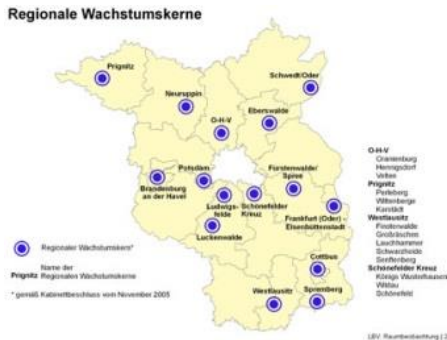 Regionale Wachstumskerne
Prignitz
Neuruppin
Schwedt/Oder
Eberswalde
O-H-V
Potsdam
Brandenburg
an der Havel
Ludwigs-
felde
Schönefelder
Kreuz
Fürstenwalde/
Spree
Frankfurt (Oder) -
Eisenhüttenstadt
Luckenwalde
Cottbus
Westlausitz
Spremberg
Regionaler Wachstumskern*
Prignitz
Name der
Regionalen Wachstumskerne
* gemäß Kabinettbeschluss vom November 2005
O-H-V
Oranienburg
Hennigsdorf
Velten
Prignitz
Perleberg
Wittenberge
Karstädt
Westlausitz
Finsterwalde
Großräschen
Lauchhammer
Schwarzheide
Senftenberg
Schönefelder Kreuz
Königs Wusterhausen
Wildau
Schönefeld
LBV, Raumbeobachtung